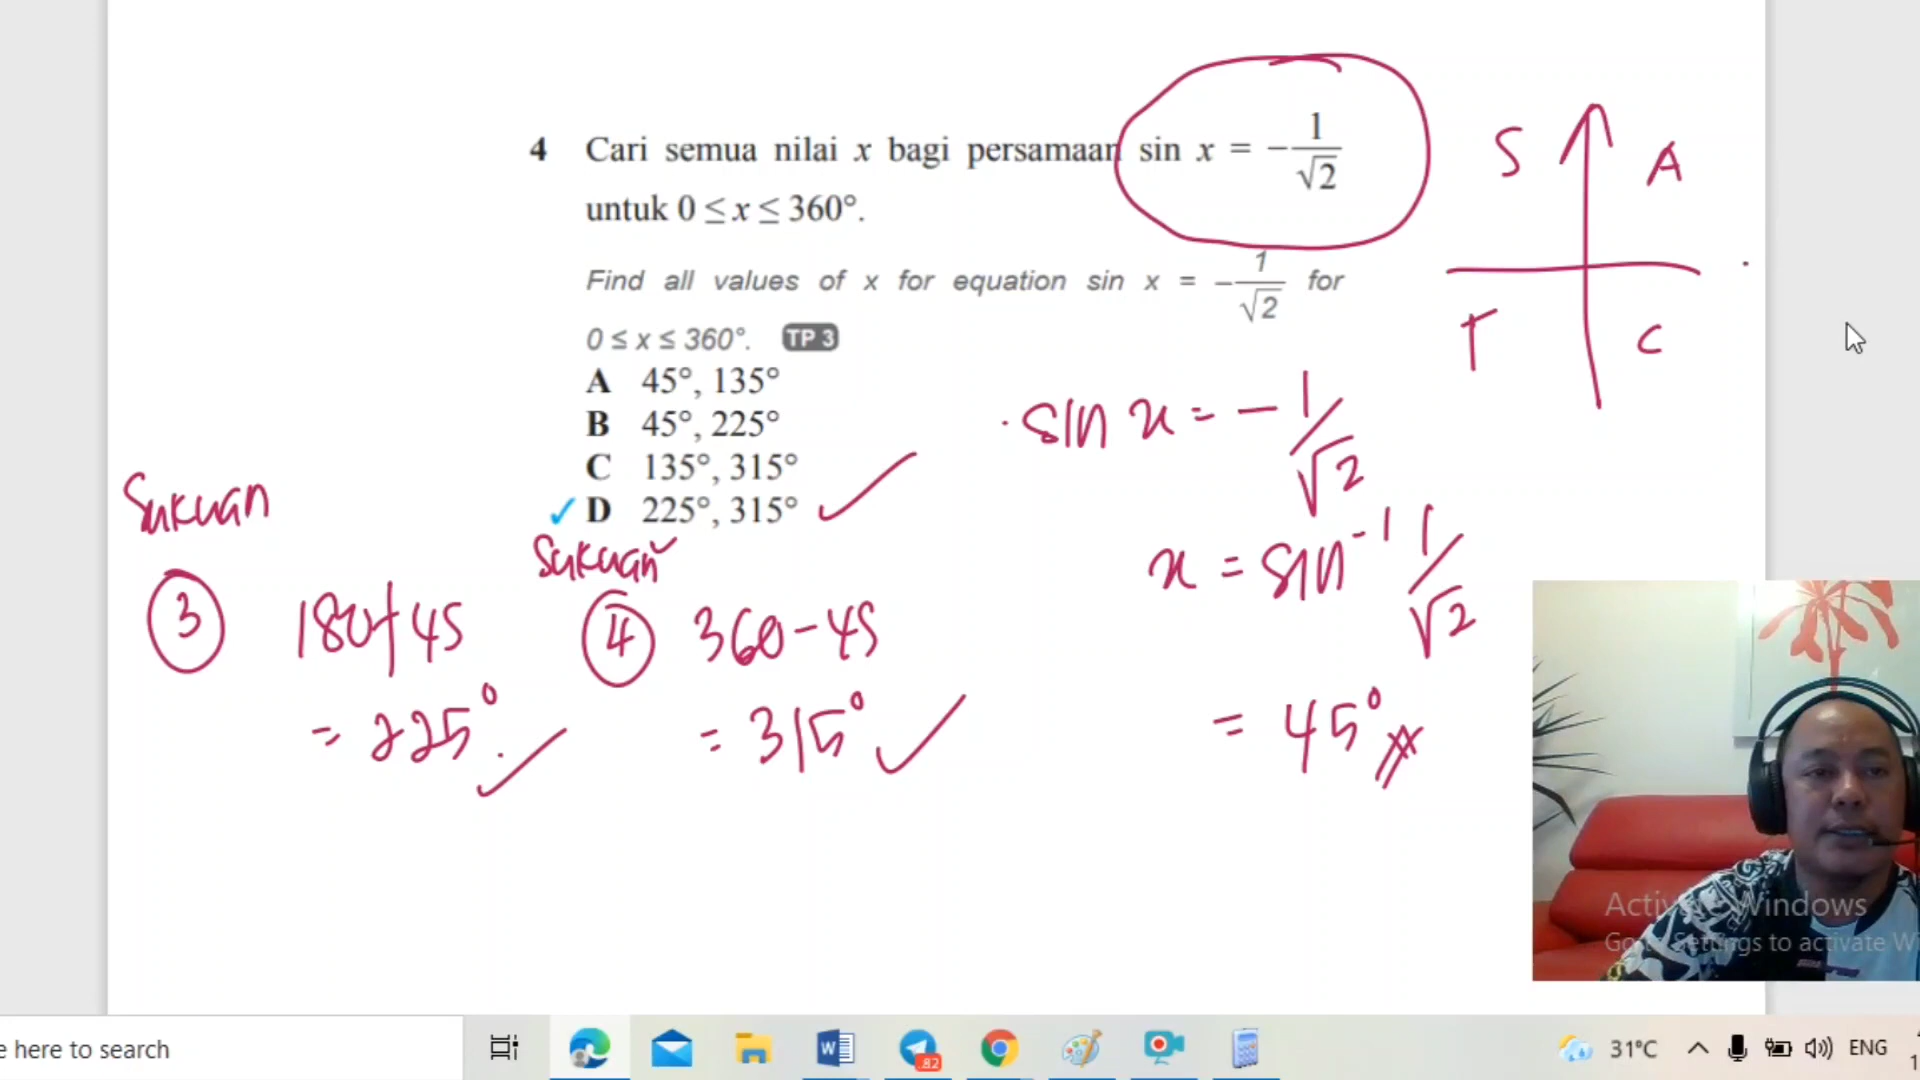 4 Cari semua nilai x bagi persamaan sin x = -1/√2
untuk 0 ≤ x ≤ 360°.
Find all values of x for equation sin x = -1/√2 for
0 ≤ x ≤ 360°. TP 3
A 45°, 135°
B 45°, 225°
C 135°, 315°
✓ D 225°, 315° ✓
S A
T C
sin x = -1/√2
x = sin⁻¹ 1/√2
= 45°
Sukuan
3 180+45
= 225° ✓
Sukuan
4 360-45
= 315° ✓
Activate Windows
Go to Settings to activate W
e here to search
82
31°C
ENG